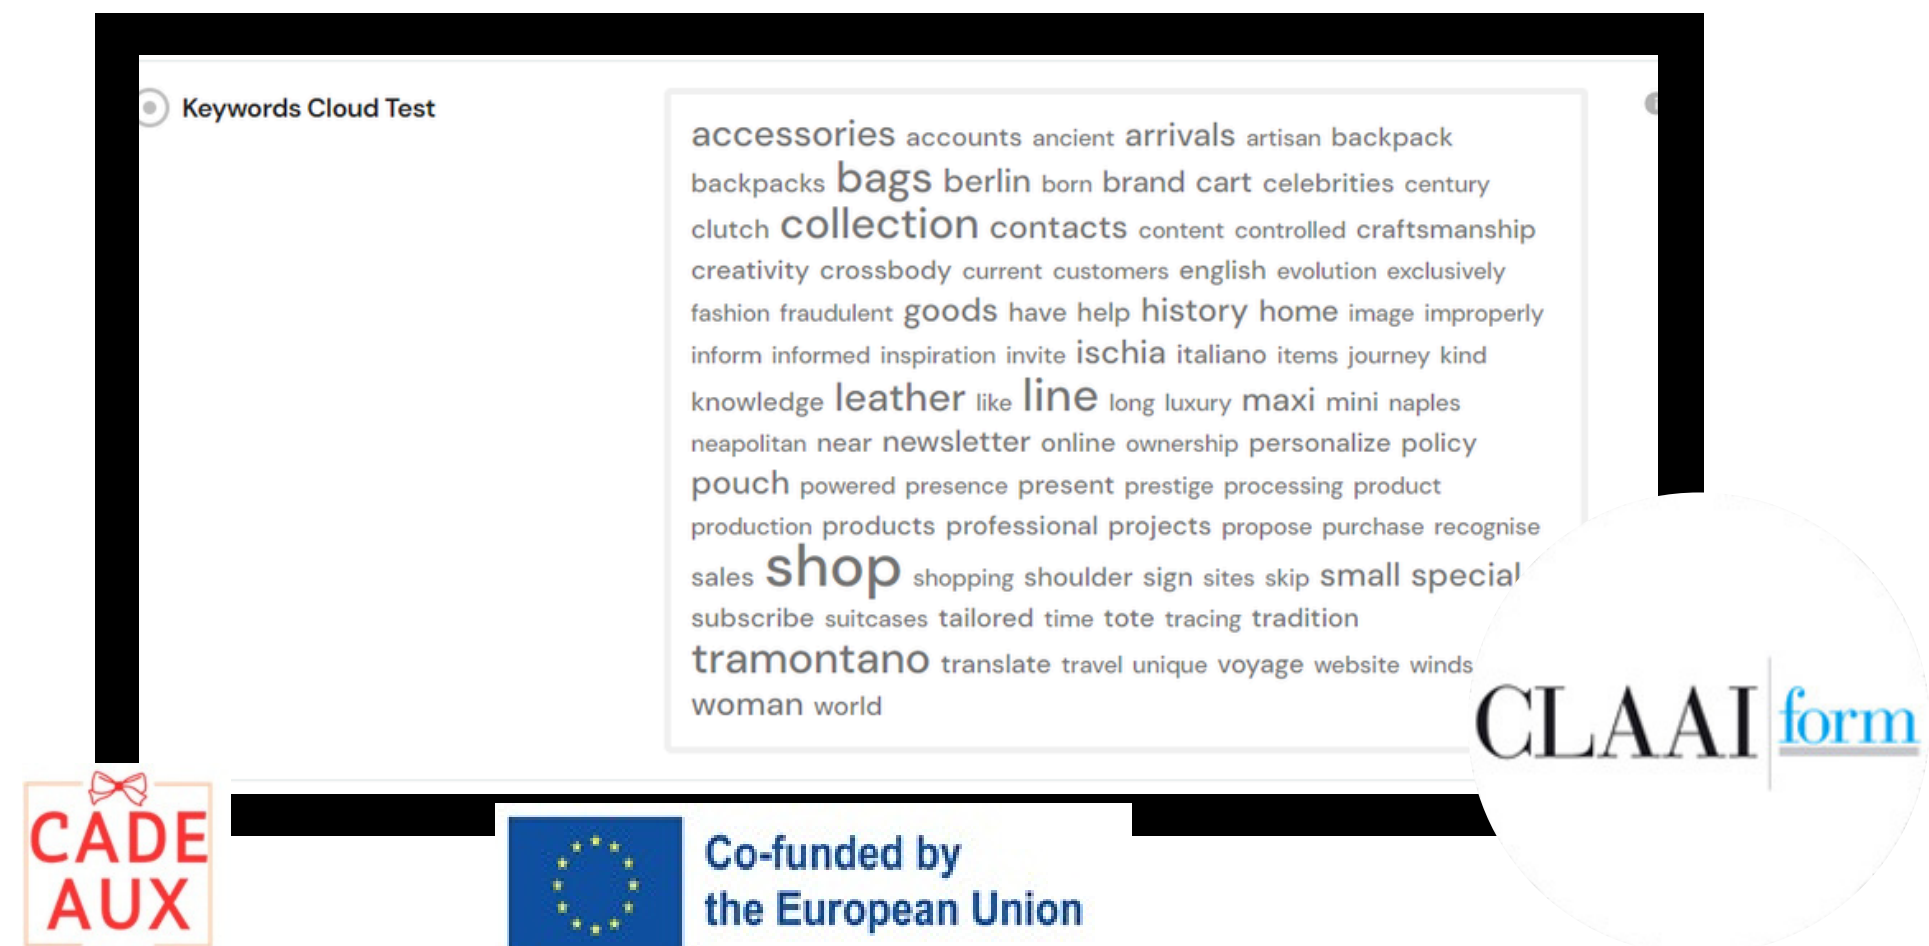 Keywords Cloud Test
accessories accounts ancient arrivals artisan backpack
backpacks bags berlin born brand cart celebrities century
clutch collection contacts content controlled craftsmanship
creativity crossbody current customers english evolution exclusively
fashion fraudulent goods have help history home image improperly
inform informed inspiration invite ischia italiano items journey kind
knowledge leather like line long luxury maxi mini naples
neapolitan near newsletter online ownership personalize policy
pouch powered presence present prestige processing product
production products professional projects propose purchase recognise
sales shop shopping shoulder sign sites skip small special
subscribe suitcases tailored time tote tracing tradition
tramontano translate travel unique voyage website winds
woman world
CLAAI form
CADE
AUX
Co-funded by
the European Union